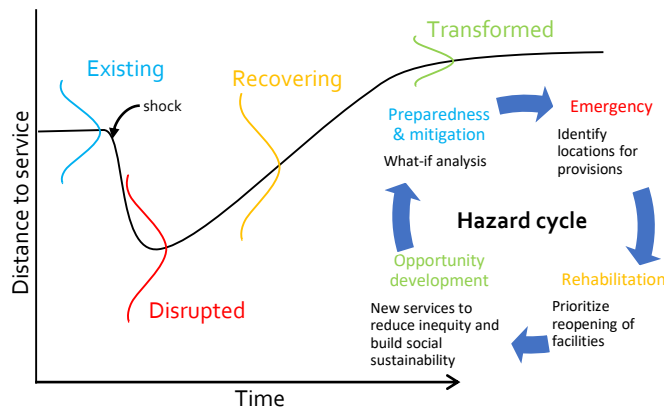 Transformed
Existing
Recovering
shock
Disrupted
Distance to service
Time
Preparedness
& mitigation
What-if analysis
Emergency
Identify
locations for
provisions
Hazard cycle
Opportunity
development
New services to
reduce inequity and
build social
sustainability
Rehabilitation
Prioritize
reopening of
facilities